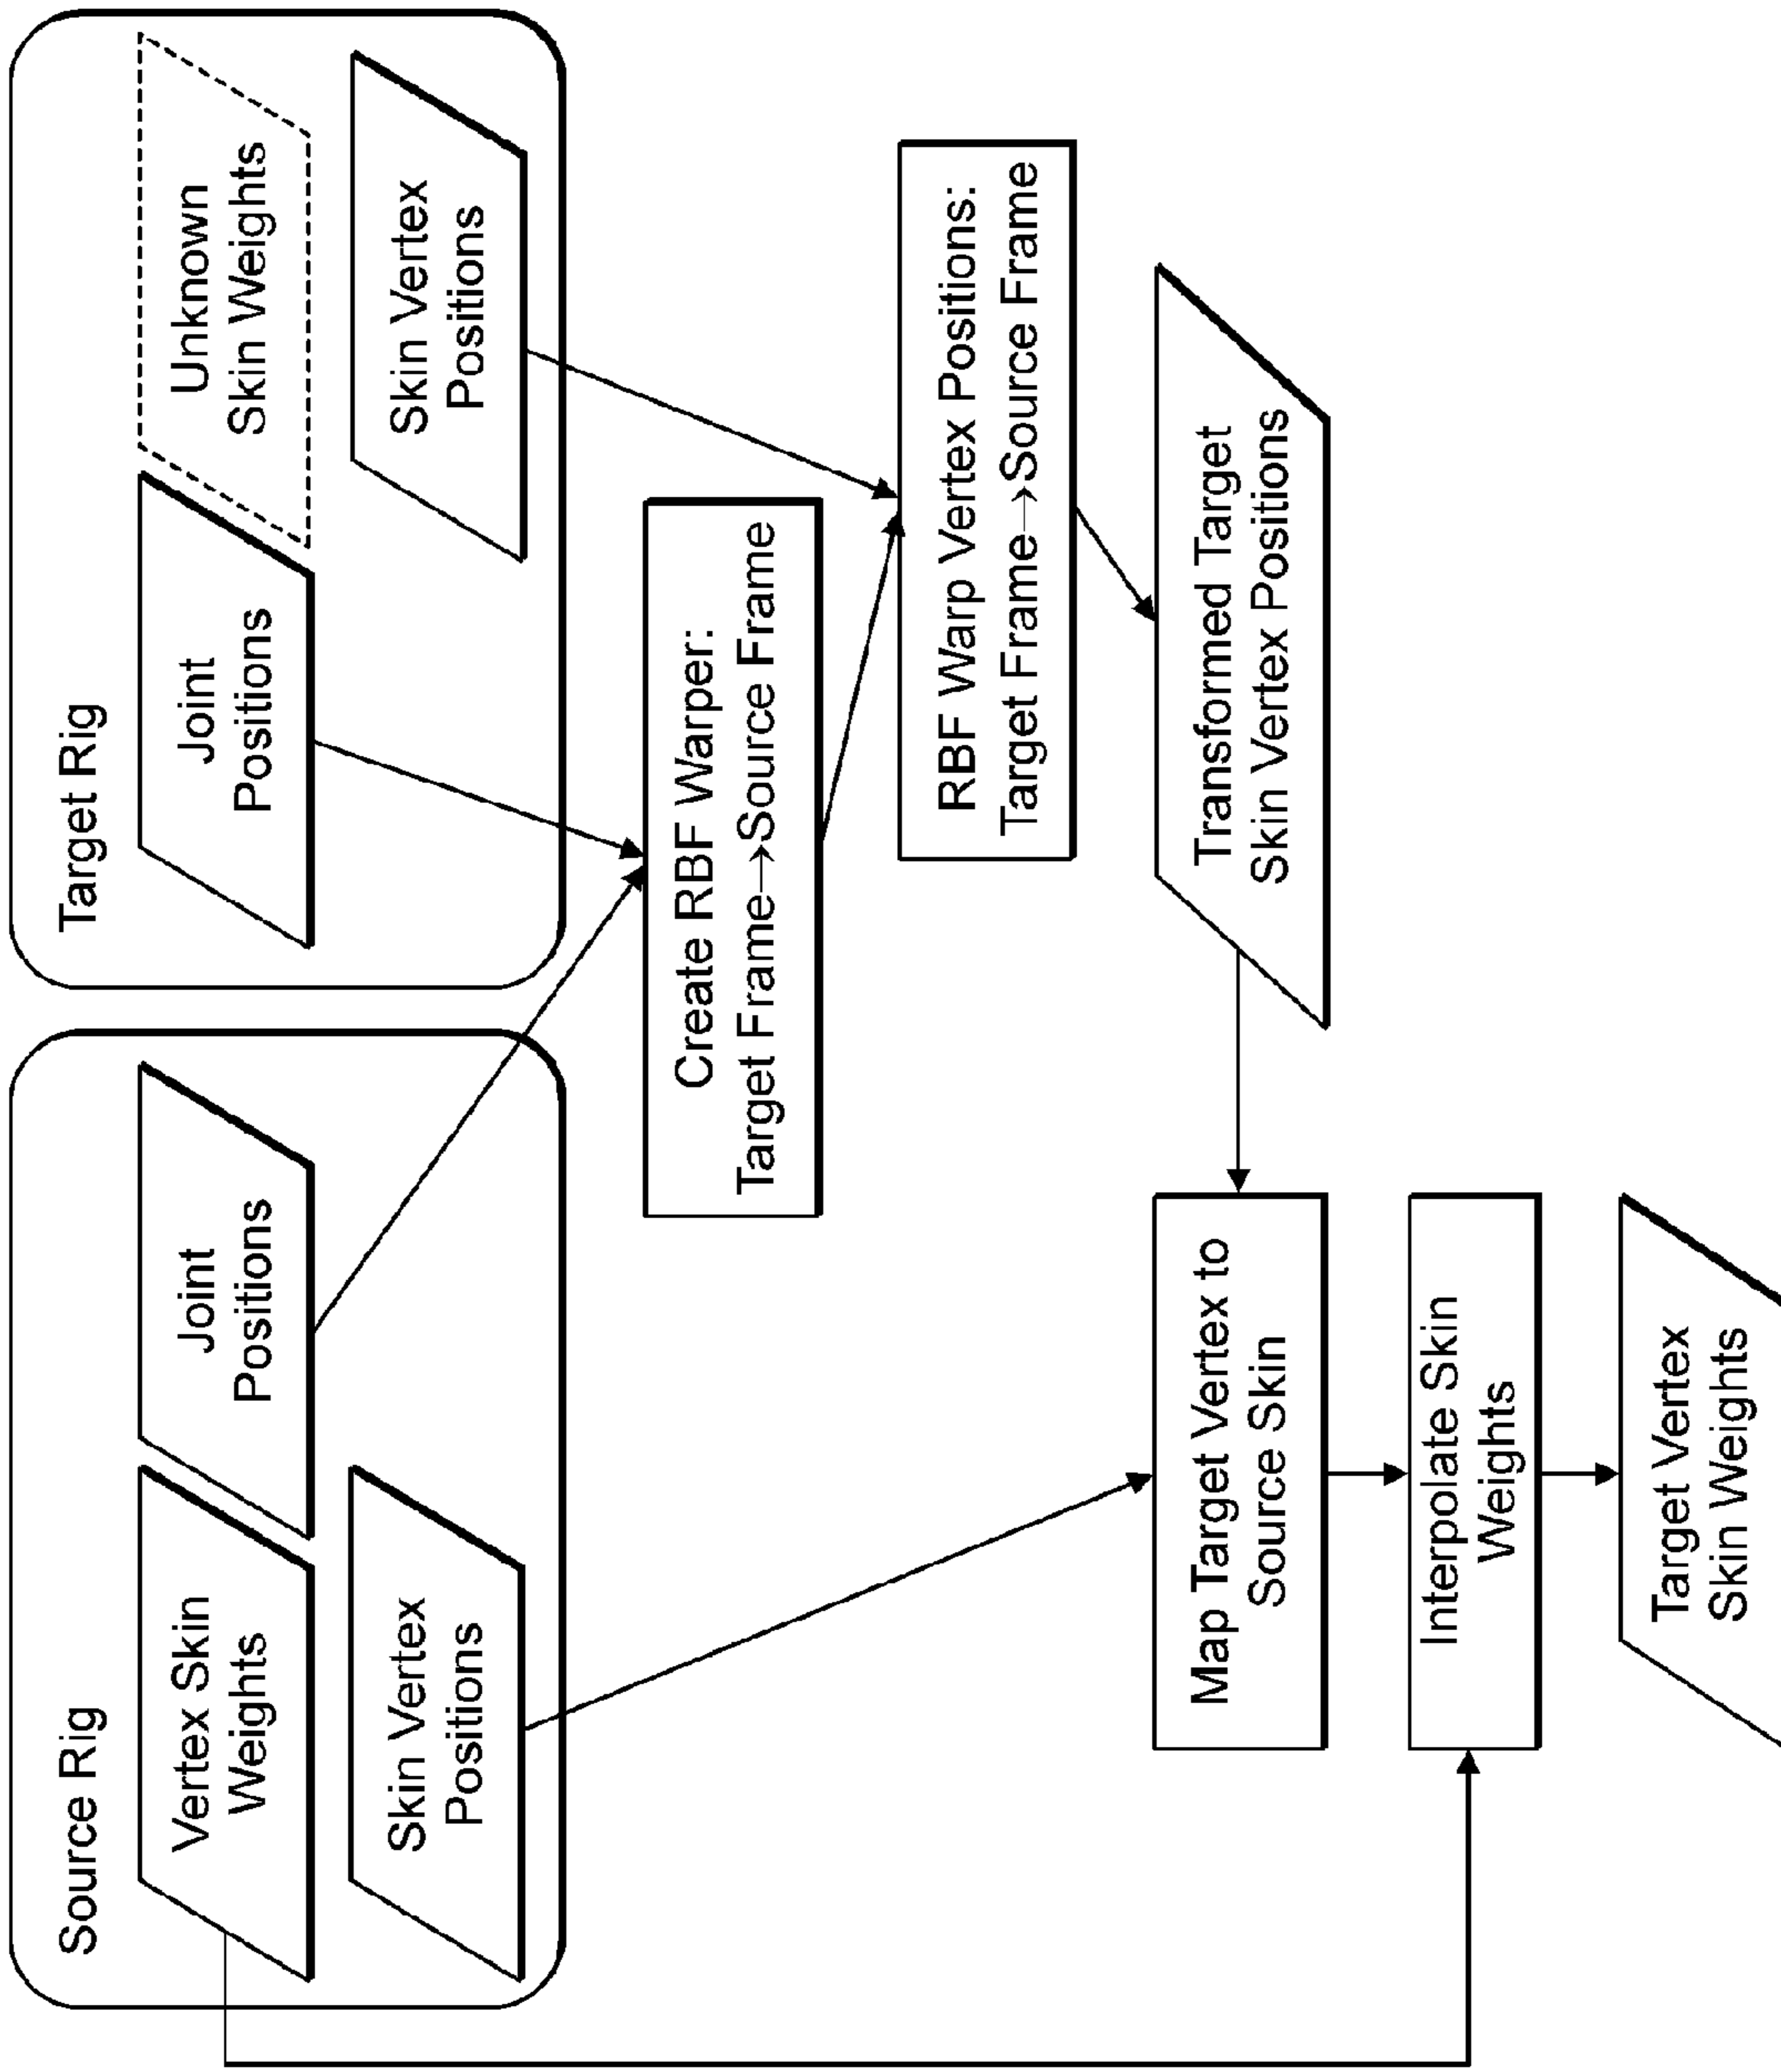 Source Rig
Vertex Skin
Weights
Joint
Positions
Skin Vertex
Positions
Target Rig
Joint
Positions
Unknown
Skin Weights
Skin Vertex
Positions
Create RBF Warper:
Target Frame→Source Frame
RBF Warp Vertex Positions:
Target Frame→Source Frame
Transformed Target
Skin Vertex Positions
Map Target Vertex to
Source Skin
Interpolate Skin
Weights
Target Vertex
Skin Weights